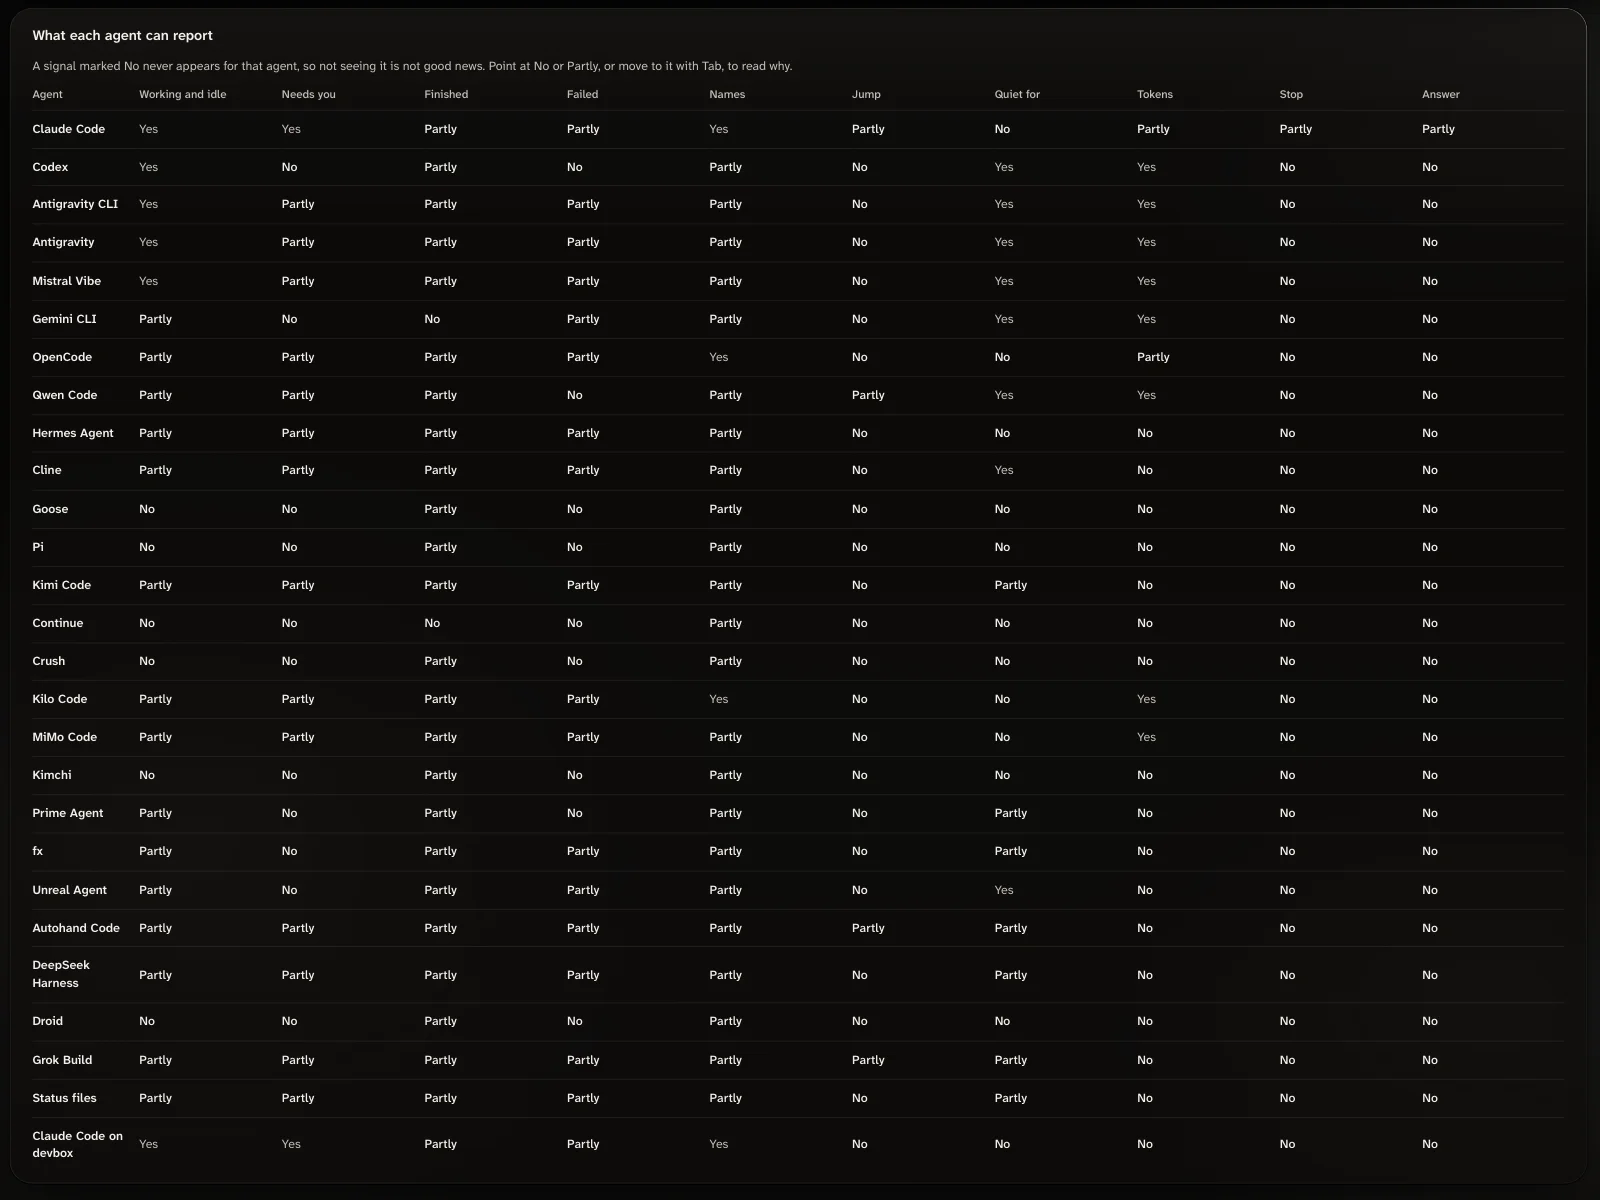 What each agent can report
A signal marked No never appears for that agent, so not seeing it is not good news. Point at No or Partly, or move to it with Tab, to read why.
Agent Working and idle Needs you Finished Failed Names Jump Quiet for Tokens Stop Answer
Claude Code Yes Yes Partly Partly Yes Partly No Partly Partly Partly
Codex Yes No Partly No Partly No Yes Yes No No
Antigravity CLI Yes Partly Partly Partly Partly No Yes Yes No No
Antigravity Yes Partly Partly Partly Partly No Yes Yes No No
Mistral Vibe Yes Partly Partly Partly Partly No Yes Yes No No
Gemini CLI Partly No No Partly Partly No Yes Yes No No
OpenCode Partly Partly Partly Partly Yes No No Partly No No
Qwen Code Partly Partly Partly No Partly Partly Yes Yes No No
Hermes Agent Partly Partly Partly Partly Partly No No No No No
Cline Partly Partly Partly Partly Partly No Yes No No No
Goose No No Partly No Partly No No No No No
Pi No No Partly No Partly No No No No No
Kimi Code Partly Partly Partly Partly Partly No Partly No No No
Continue No No No No Partly No No No No No
Crush No No Partly No Partly No No No No No
Kilo Code Partly Partly Partly Partly Yes No No Yes No No
MiMo Code Partly Partly Partly Partly Partly No No Yes No No
Kimchi No No Partly No Partly No No No No No
Prime Agent Partly No Partly No Partly No Partly No No No
fx Partly No Partly Partly Partly No Partly No No No
Unreal Agent Partly No Partly Partly Partly No Yes No No No
Autohand Code Partly Partly Partly Partly Partly Partly Partly No No No
DeepSeek
Harness Partly Partly Partly Partly Partly No Partly No No No
Droid No No Partly No Partly No No No No No
Grok Build Partly Partly Partly Partly Partly Partly Partly No No No
Status files Partly Partly Partly Partly Partly No Partly No No No
Claude Code on
devbox Yes Yes Partly Partly Yes No No No No No